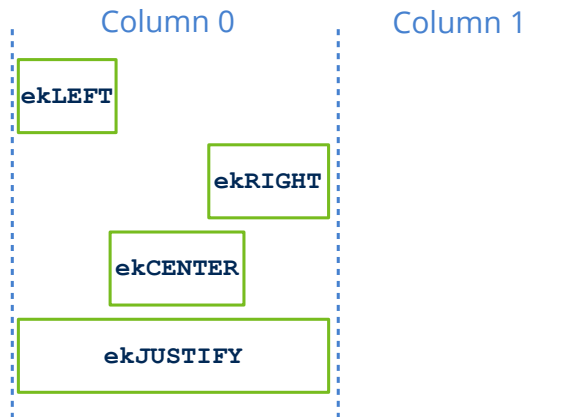 Column 0 Column 1
ekLEFT
ekRIGHT
ekCENTER
ekJUSTIFY